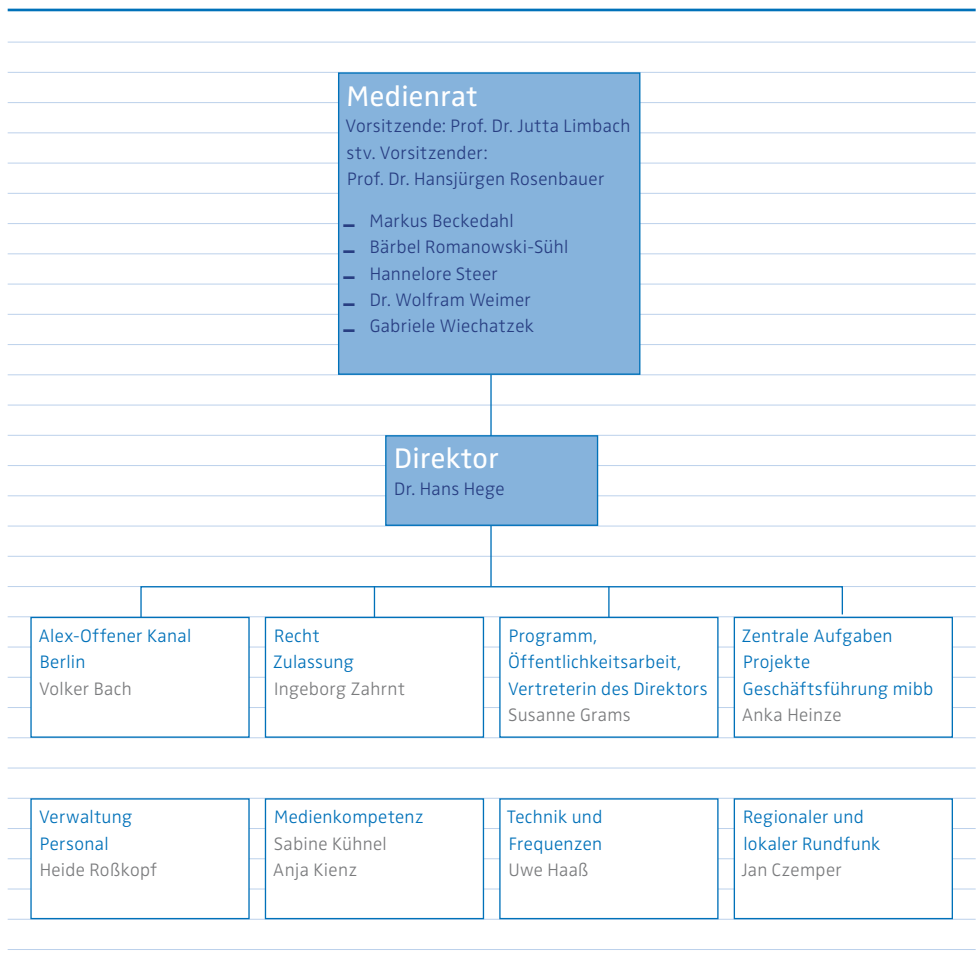 Medienrat
Vorsitzende: Prof. Dr. Jutta Limbach
stv. Vorsitzender:
Prof. Dr. Hansjürgen Rosenbauer
– Markus Beckedahl
– Bärbel Romanowski-Sühl
– Hannelore Steer
– Dr. Wolfram Weimer
– Gabriele Wiechatzek
Direktor
Dr. Hans Hege
Alex-Offener Kanal
Berlin
Volker Bach
Recht
Zulassung
Ingeborg Zahrnt
Programm,
Öffentlichkeitsarbeit,
Vertreterin des Direktors
Susanne Grams
Zentrale Aufgaben
Projekte
Geschäftsführung mibb
Anka Heinze
Verwaltung
Personal
Heide Roßkopf
Medienkompetenz
Sabine Kühnel
Anja Kienz
Technik und
Frequenzen
Uwe Haaß
Regionaler und
lokaler Rundfunk
Jan Czemper